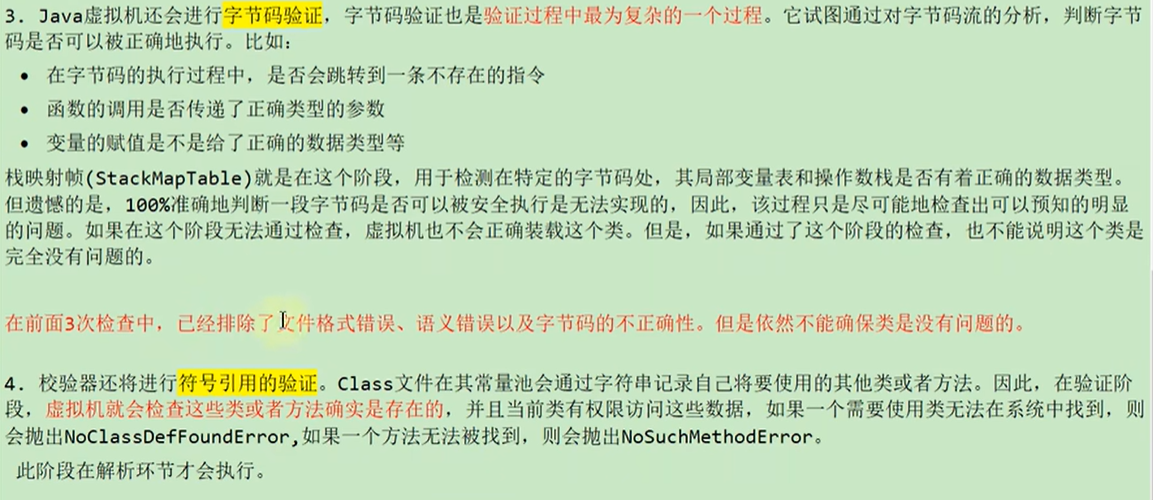 3. Java虚拟机还会进行字节码验证，字节码验证也是验证过程中最为复杂的一个过程。它试图通过对字节码流的分析，判断字节
码是否可以被正确地执行。比如：
• 在字节码的执行过程中，是否会跳转到一条不存在的指令
• 函数的调用是否传递了正确类型的参数
• 变量的赋值是不是给了正确的数据类型等
栈映射帧(StackMapTable)就是在这个阶段，用于检测在特定的字节码处，其局部变量表和操作数栈是否有着正确的数据类型。
但遗憾的是，100%准确地判断一段字节码是否可以被安全执行是无法实现的，因此，该过程只是尽可能地检查出可以预知的明显
的问题。如果在这个阶段无法通过检查，虚拟机也不会正确装载这个类。但是，如果通过了这个阶段的检查，也不能说明这个类是
完全没有问题的。
在前面3次检查中，已经排除了文件格式错误、语义错误以及字节码的不正确性。但是依然不能确保类是没有问题的。
4. 校验器还将进行符号引用的验证。Class文件在其常量池会通过字符串记录自己将要使用的其他类或者方法。因此，在验证阶
段，虚拟机就会检查这些类或者方法确实是存在的，并且当前类有权限访问这些数据，如果一个需要使用类无法在系统中找到，则
会抛出NoClassDefFoundError,如果一个方法无法被找到，则会抛出NoSuchMethodError。
此阶段在解析环节才会执行。